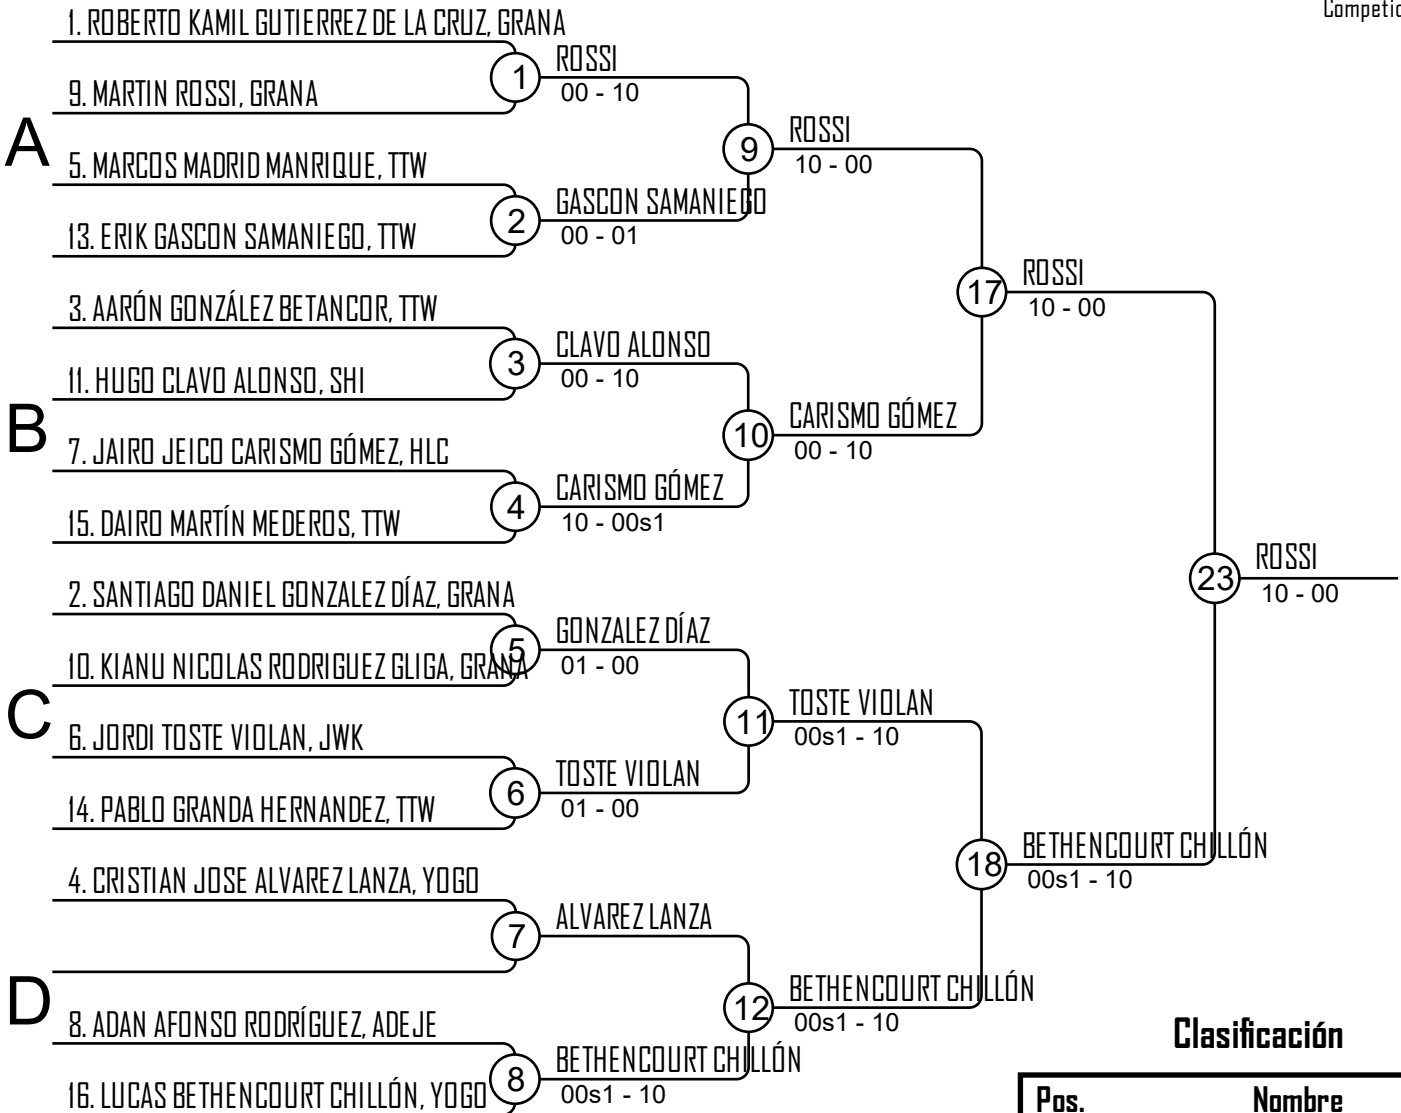 Competic
1. ROBERTO KAMIL GUTIERREZ DE LA CRUZ, GRANA
1
ROSSI
00 - 10
9. MARTIN ROSSI, GRANA
A
9
ROSSI
10 - 00
5. MARCOS MADRID MANRIQUE, TTW
2
GASCON SAMANIEGO
00 - 01
13. ERIK GASCON SAMANIEGO, TTW
17
ROSSI
10 - 00
3. AARÓN GONZÁLEZ BETANCOR, TTW
3
CLAVO ALONSO
00 - 10
11. HUGO CLAVO ALONSO, SHI
B
10
CARISMO GÓMEZ
00 - 10
7. JAIRO JEICO CARISMO GÓMEZ, HLC
4
CARISMO GÓMEZ
10 - 00s1
15. DAIRO MARTÍN MEDEROS, TTW
23
ROSSI
10 - 00
2. SANTIAGO DANIEL GONZALEZ DÍAZ, GRANA
5
GONZALEZ DÍAZ
01 - 00
10. KIANU NICOLAS RODRIGUEZ GLIGA, GRANA
C
11
TOSTE VIOLAN
00s1 - 10
6. JORDI TOSTE VIOLAN, JWK
6
TOSTE VIOLAN
01 - 00
14. PABLO GRANDA HERNANDEZ, TTW
18
BETHENCOURT CHILLÓN
00s1 - 10
4. CRISTIAN JOSE ALVAREZ LANZA, YOGO
7
ALVAREZ LANZA
D
12
BETHENCOURT CHILLÓN
00s1 - 10
8. ADAN AFONSO RODRÍGUEZ, ADEJE
8
BETHENCOURT CHILLÓN
00s1 - 10
16. LUCAS BETHENCOURT CHILLÓN, YOGO
Clasificación
Pos. Nombre